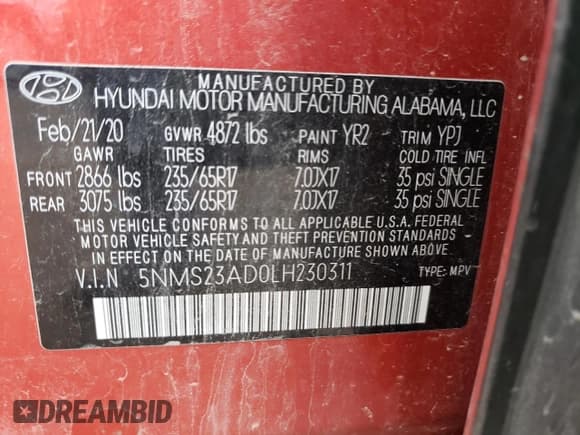 MANUFACTURED BY
HYUNDAI MOTOR MANUFACTURING ALABAMA, LLC
Feb/21/20 GVWR 4872 lbs PAINT YR2 TRIM YPJ
GAWR TIRES RIMS COLD TIRE INFL
FRONT 2866 lbs 235/65R17 7.0JX17 35 psi SINGLE
REAR 3075 lbs 235/65R17 7.0JX17 35 psi SINGLE
THIS VEHICLE CONFORMS TO ALL APPLICABLE U.S.A. FEDERAL
MOTOR VEHICLE SAFETY AND THEFT PREVENTION STANDARDS
IN EFFECT ON THE DATE OF MANUFACTURE SHOWN ABOVE.
V.I.N 5NMS23AD0LH230311 TYPE: MPV
DREAMBID